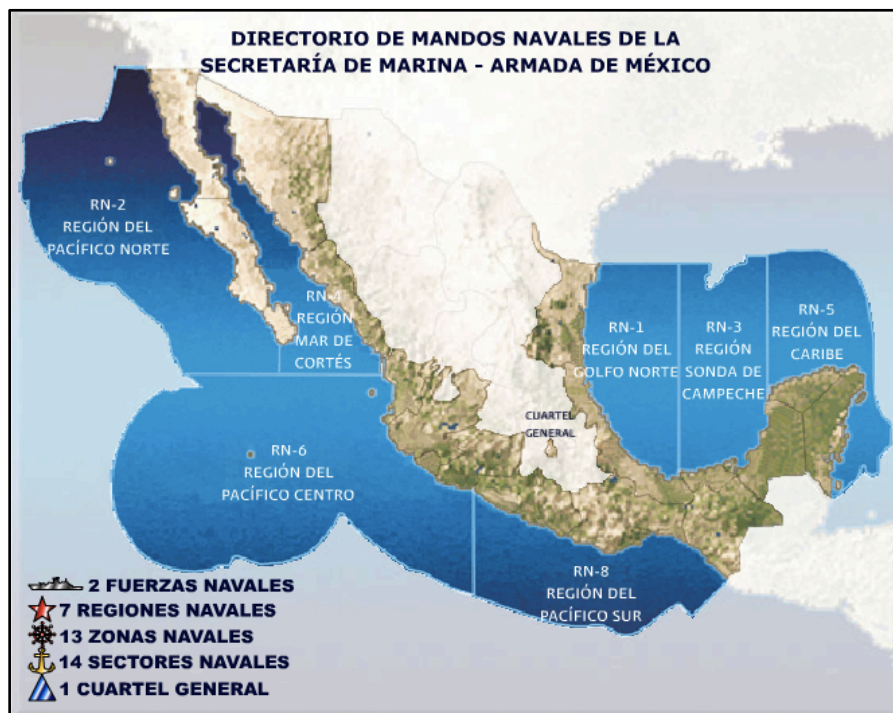 DIRECTORIO DE MANDOS NAVALES DE LA
SECRETARÍA DE MARINA - ARMADA DE MÉXICO
RN-2
REGIÓN DEL
PACÍFICO NORTE
RN-4
REGIÓN
MAR DE
CORTÉS
RN-1
REGIÓN DEL
GOLFO NORTE
RN-3
REGIÓN
SONDA DE
CAMPECHE
RN-5
REGIÓN DEL
CARIBE
CUARTEL
GENERAL
RN-6
REGIÓN DEL
PACÍFICO CENTRO
RN-8
REGIÓN DEL
PACÍFICO SUR
2 FUERZAS NAVALES
7 REGIONES NAVALES
13 ZONAS NAVALES
14 SECTORES NAVALES
1 CUARTEL GENERAL